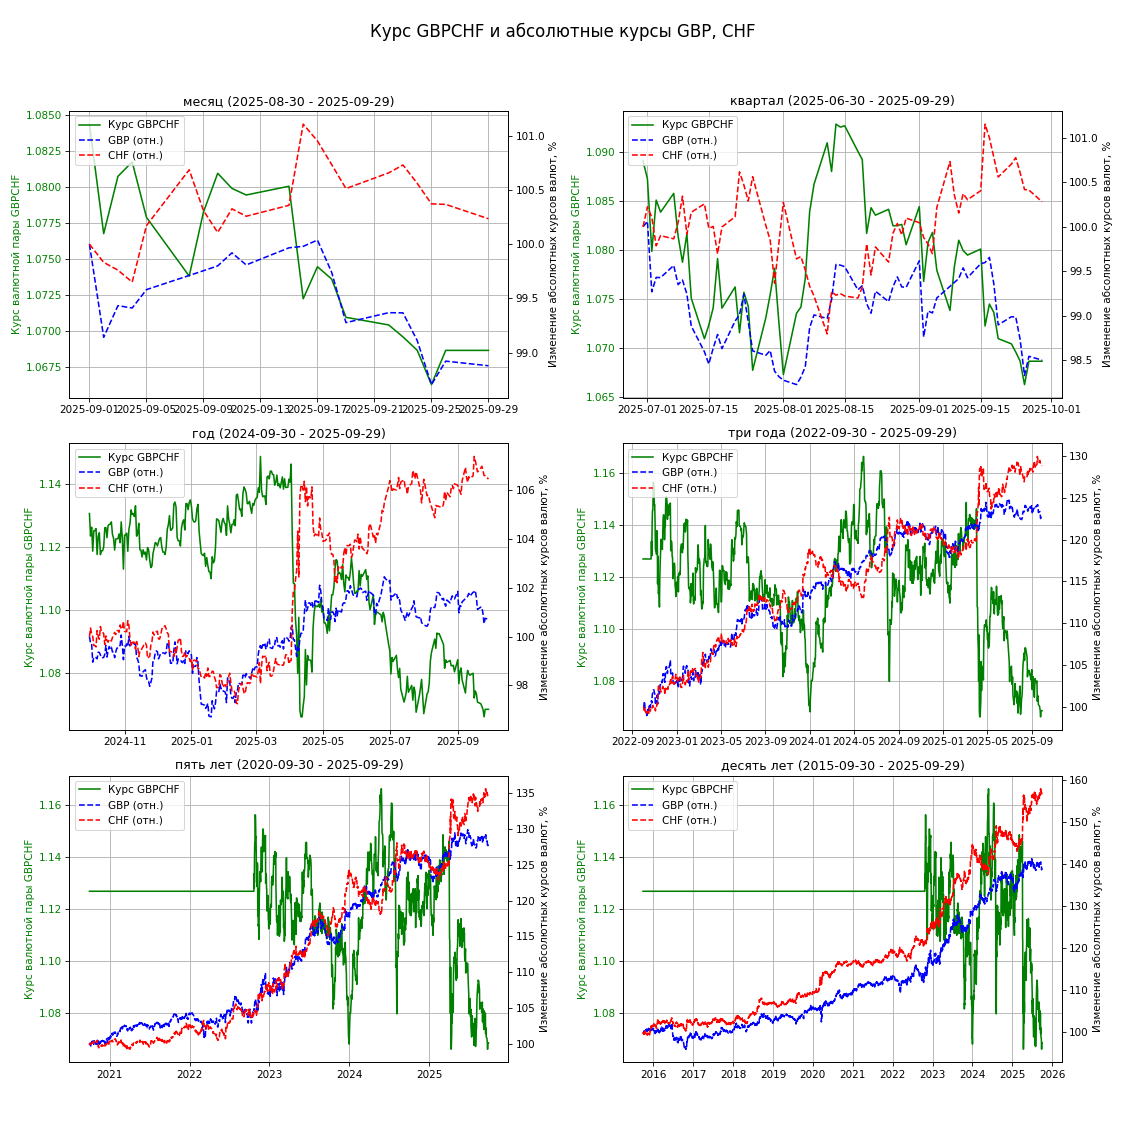 Курс GBPCHF и абсолютные курсы GBP, CHF
месяц (2025-08-30 - 2025-09-29)
Курс GBPCHF
GBP (отн.)
CHF (отн.)
Курс валютной пары GBPCHF
1.0850
1.0825
1.0800
1.0775
1.0750
1.0725
1.0700
1.0675
101.0
100.5
100.0
99.5
99.0
Изменение абсолютных курсов валют, %
2025-09-01 2025-09-05 2025-09-09 2025-09-13 2025-09-17 2025-09-21 2025-09-25 2025-09-29
квартал (2025-06-30 - 2025-09-29)
Курс GBPCHF
GBP (отн.)
CHF (отн.)
Курс валютной пары GBPCHF
1.090
1.085
1.080
1.075
1.070
1.065
101.0
100.5
100.0
99.5
99.0
98.5
Изменение абсолютных курсов валют, %
2025-07-01 2025-07-15 2025-08-01 2025-08-15 2025-09-01 2025-09-15 2025-10-01
год (2024-09-30 - 2025-09-29)
Курс GBPCHF
GBP (отн.)
CHF (отн.)
Курс валютной пары GBPCHF
1.14
1.12
1.10
1.08
106
104
102
100
98
Изменение абсолютных курсов валют, %
2024-11 2025-01 2025-03 2025-05 2025-07 2025-09
три года (2022-09-30 - 2025-09-29)
Курс GBPCHF
GBP (отн.)
CHF (отн.)
Курс валютной пары GBPCHF
1.16
1.14
1.12
1.10
1.08
130
125
120
115
110
105
100
Изменение абсолютных курсов валют, %
2022-09 2023-01 2023-05 2023-09 2024-01 2024-05 2024-09 2025-01 2025-05 2025-09
пять лет (2020-09-30 - 2025-09-29)
Курс GBPCHF
GBP (отн.)
CHF (отн.)
Курс валютной пары GBPCHF
1.16
1.14
1.12
1.10
1.08
135
130
125
120
115
110
105
100
Изменение абсолютных курсов валют, %
2021 2022 2023 2024 2025
десять лет (2015-09-30 - 2025-09-29)
Курс GBPCHF
GBP (отн.)
CHF (отн.)
Курс валютной пары GBPCHF
1.16
1.14
1.12
1.10
1.08
160
150
140
130
120
110
100
Изменение абсолютных курсов валют, %
2016 2017 2018 2019 2020 2021 2022 2023 2024 2025 2026